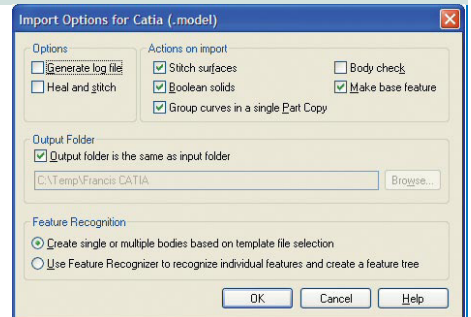 Import Options for Catia (.model)
Options
Generate log file
Heal and stitch
Actions on import
Stitch surfaces
Body check
Boolean solids
Make base feature
Group curves in a single Part Copy
Output Folder
Output folder is the same as input folder
C:\Temp\Francis CATIA
Browse...
Feature Recognition
Create single or multiple bodies based on template file selection
Use Feature Recognizer to recognize individual features and create a feature tree
OK
Cancel
Help